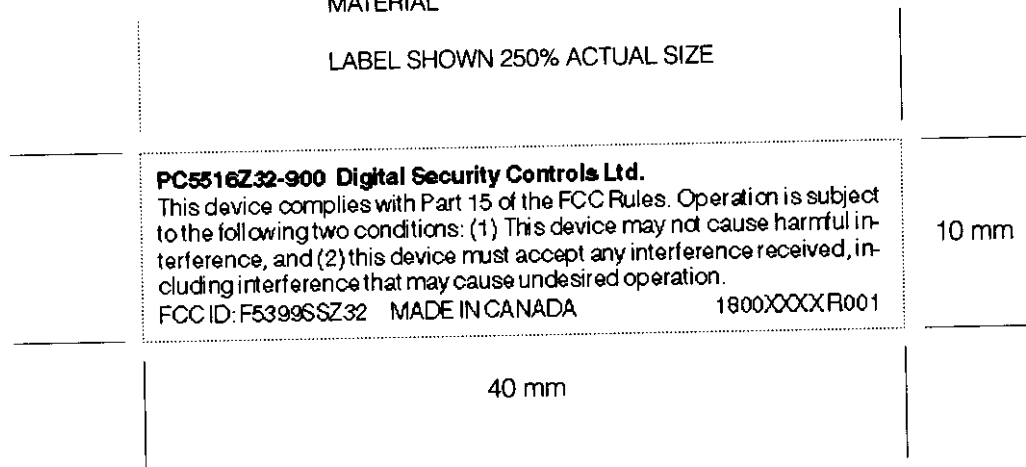 MATERIAL
LABEL SHOWN 250% ACTUAL SIZE
PC5516Z32-900 Digital Security Controls Ltd.
This device complies with Part 15 of the FCC Rules. Operation is subject
to the following two conditions: (1) This device may not cause harmful in-
terference, and (2) this device must accept any interference received, in-
cluding interference that may cause undesired operation.
FCC ID: F5399SSZ32 MADE IN CANADA 1800XXXXR001
10 mm
40 mm